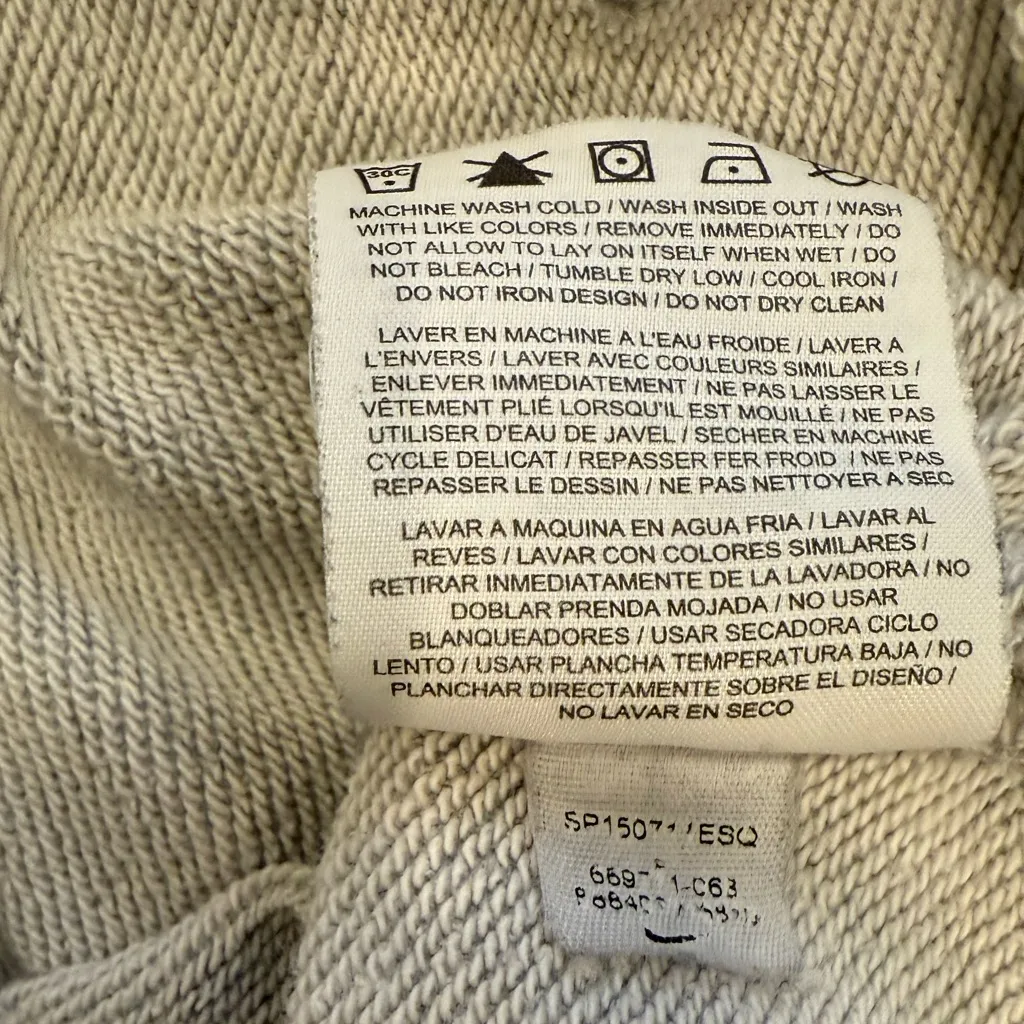 30C
MACHINE WASH COLD / WASH INSIDE OUT / WASH
WITH LIKE COLORS / REMOVE IMMEDIATELY / DO
NOT ALLOW TO LAY ON ITSELF WHEN WET / DO
NOT BLEACH / TUMBLE DRY LOW / COOL IRON /
DO NOT IRON DESIGN / DO NOT DRY CLEAN
LAVER EN MACHINE A L'EAU FROIDE / LAVER A
L'ENVERS / LAVER AVEC COULEURS SIMILAIRES /
ENLEVER IMMEDIATEMENT / NE PAS LAISSER LE
VÊTEMENT PLIÉ LORSQU'IL EST MOUILLÉ / NE PAS
UTILISER D'EAU DE JAVEL / SECHER EN MACHINE
CYCLE DELICAT / REPASSER FER FROID / NE PAS
REPASSER LE DESSIN / NE PAS NETTOYER A SEC
LAVAR A MAQUINA EN AGUA FRIA / LAVAR AL
REVES / LAVAR CON COLORES SIMILARES /
RETIRAR INMEDIATAMENTE DE LA LAVADORA / NO
DOBLAR PRENDA MOJADA / NO USAR
BLANQUEADORES / USAR SECADORA CICLO
LENTO / USAR PLANCHA TEMPERATURA BAJA / NO
PLANCHAR DIRECTAMENTE SOBRE EL DISEÑO /
NO LAVAR EN SECO